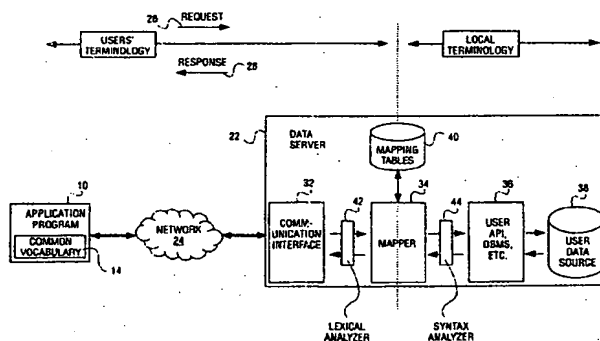 26 REQUEST
USERS' TERMINOLOGY
LOCAL TERMINOLOGY
RESPONSE 28
22
DATA SERVER
MAPPING TABLES
40
10
APPLICATION PROGRAM
COMMON VOCABULARY
14
NETWORK
24
32
COMM-
UNICATION
INTERFACE
42
34
MAPPER
44
36
USER
API,
DBMS,
ETC.
38
USER
DATA
SOURCE
LEXICAL
ANALYZER
SYNTAX
ANALYZER